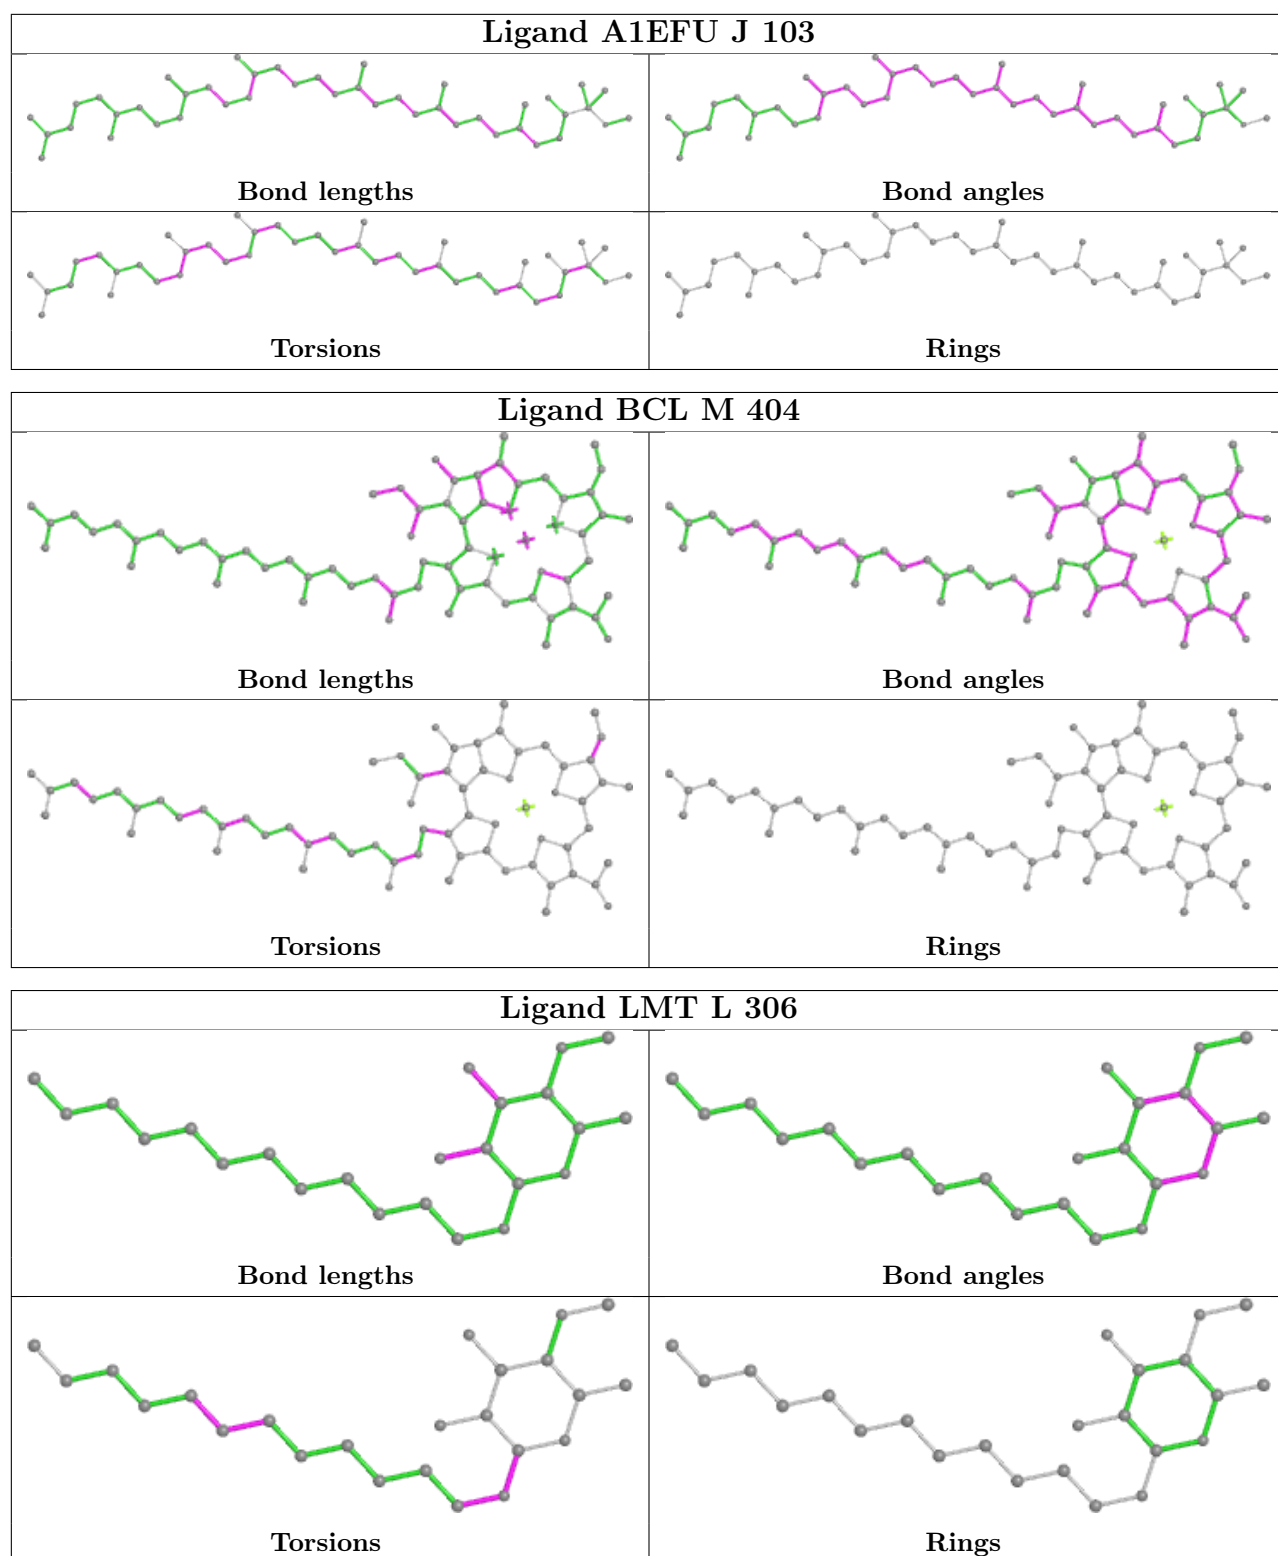 Ligand A1EFU J 103
Bond lengths
Bond angles
Torsions
Rings
Ligand BCL M 404
Bond lengths
Bond angles
Torsions
Rings
Ligand LMT L 306
Bond lengths
Bond angles
Torsions
Rings